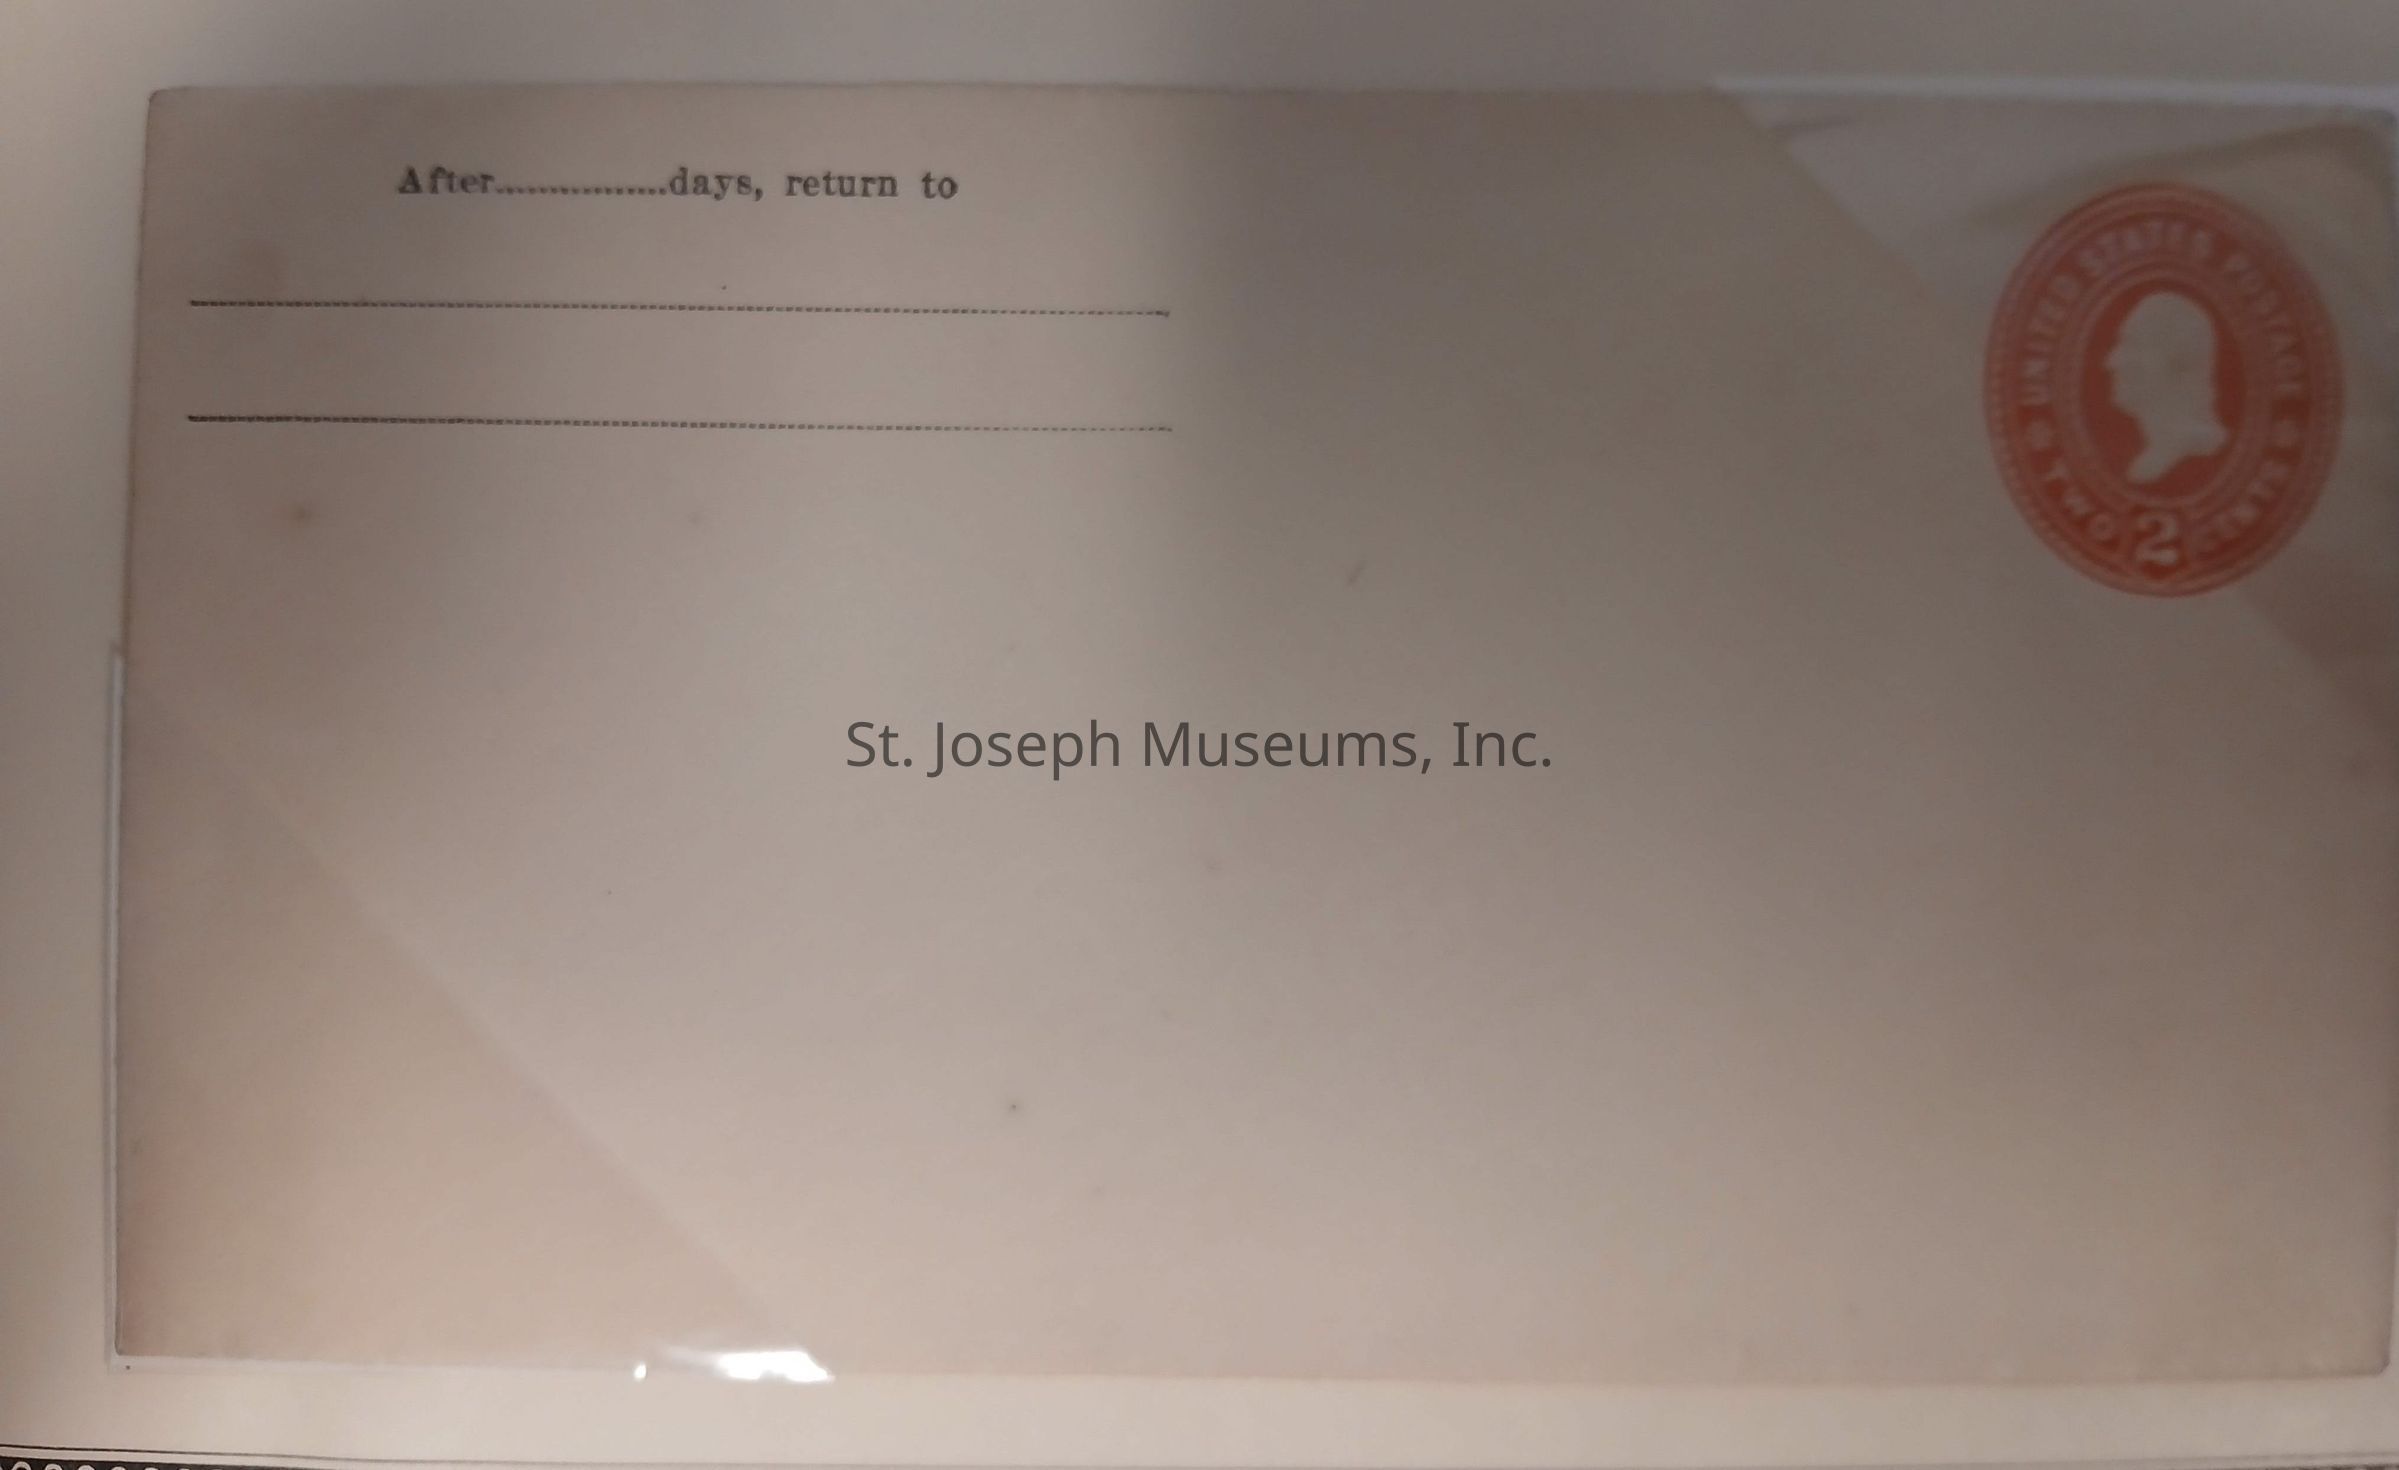 After................days, return to
UNITED STATES POSTAGE
TWO 2 CENTS
St. Joseph Museums, Inc.